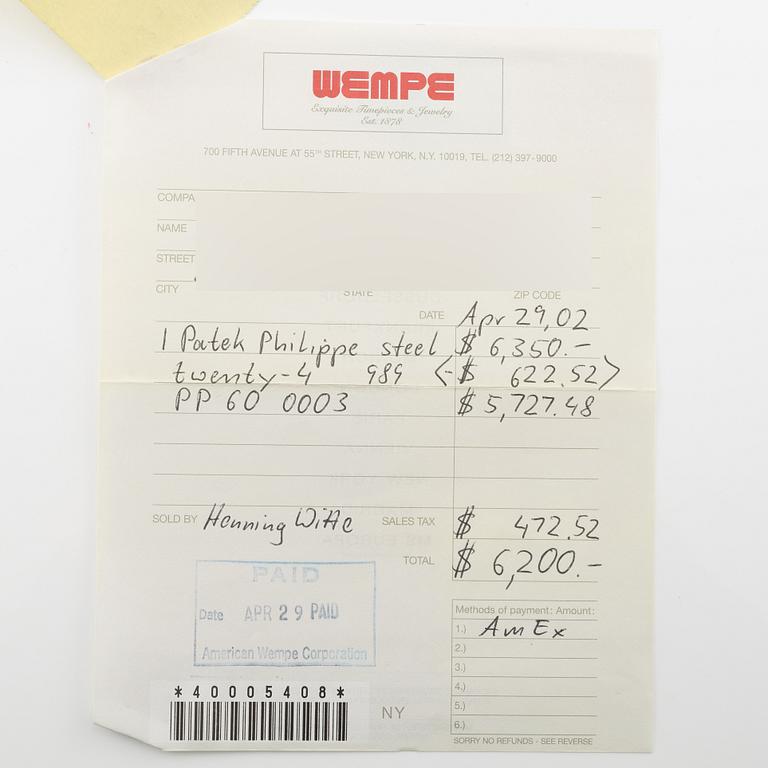 WEMPE
Exquisite Timepieces & Jewelry
Est. 1878
700 FIFTH AVENUE AT 55TH STREET, NEW YORK, N.Y. 10019, TEL. (212) 397-9000
COMPA
NAME
STREET
CITY STATE ZIP CODE
DATE Apr 29,02
1 Patek Philippe steel $ 6,350.-
twenty-4 989 <-$ 622.52>
PP 60 0003 $ 5,727.48
SOLD BY Henning Witte SALES TAX $ 472.52
TOTAL $ 6,200.-
PAID
Date APR 29 PAID
American Wempe Corporation
Methods of payment: Amount:
1.) AmEx
2.)
3.)
4.)
5.)
6.)
*40005408*
NY
SORRY NO REFUNDS - SEE REVERSE